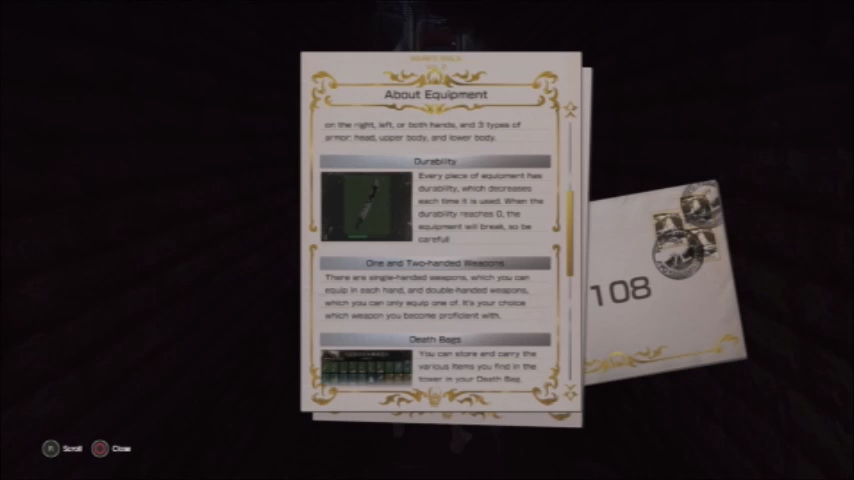 About Equipment
on the right, left, or both hands, and 3 types of
armor: head, upper body, and lower body.
Durability
Every piece of equipment has
durability, which decreases
each time it is used. When the
durability reaches 0, the
equipment will break, so be
careful!
One and Two-handed Weapons
There are single-handed weapons, which you can
equip in each hand, and double-handed weapons,
which you can only equip one of. It's your choice
which weapon you become proficient with.
Death Bags
You can store and carry the
various items you find in the
tower in your Death Bag.
108
Scroll
Close